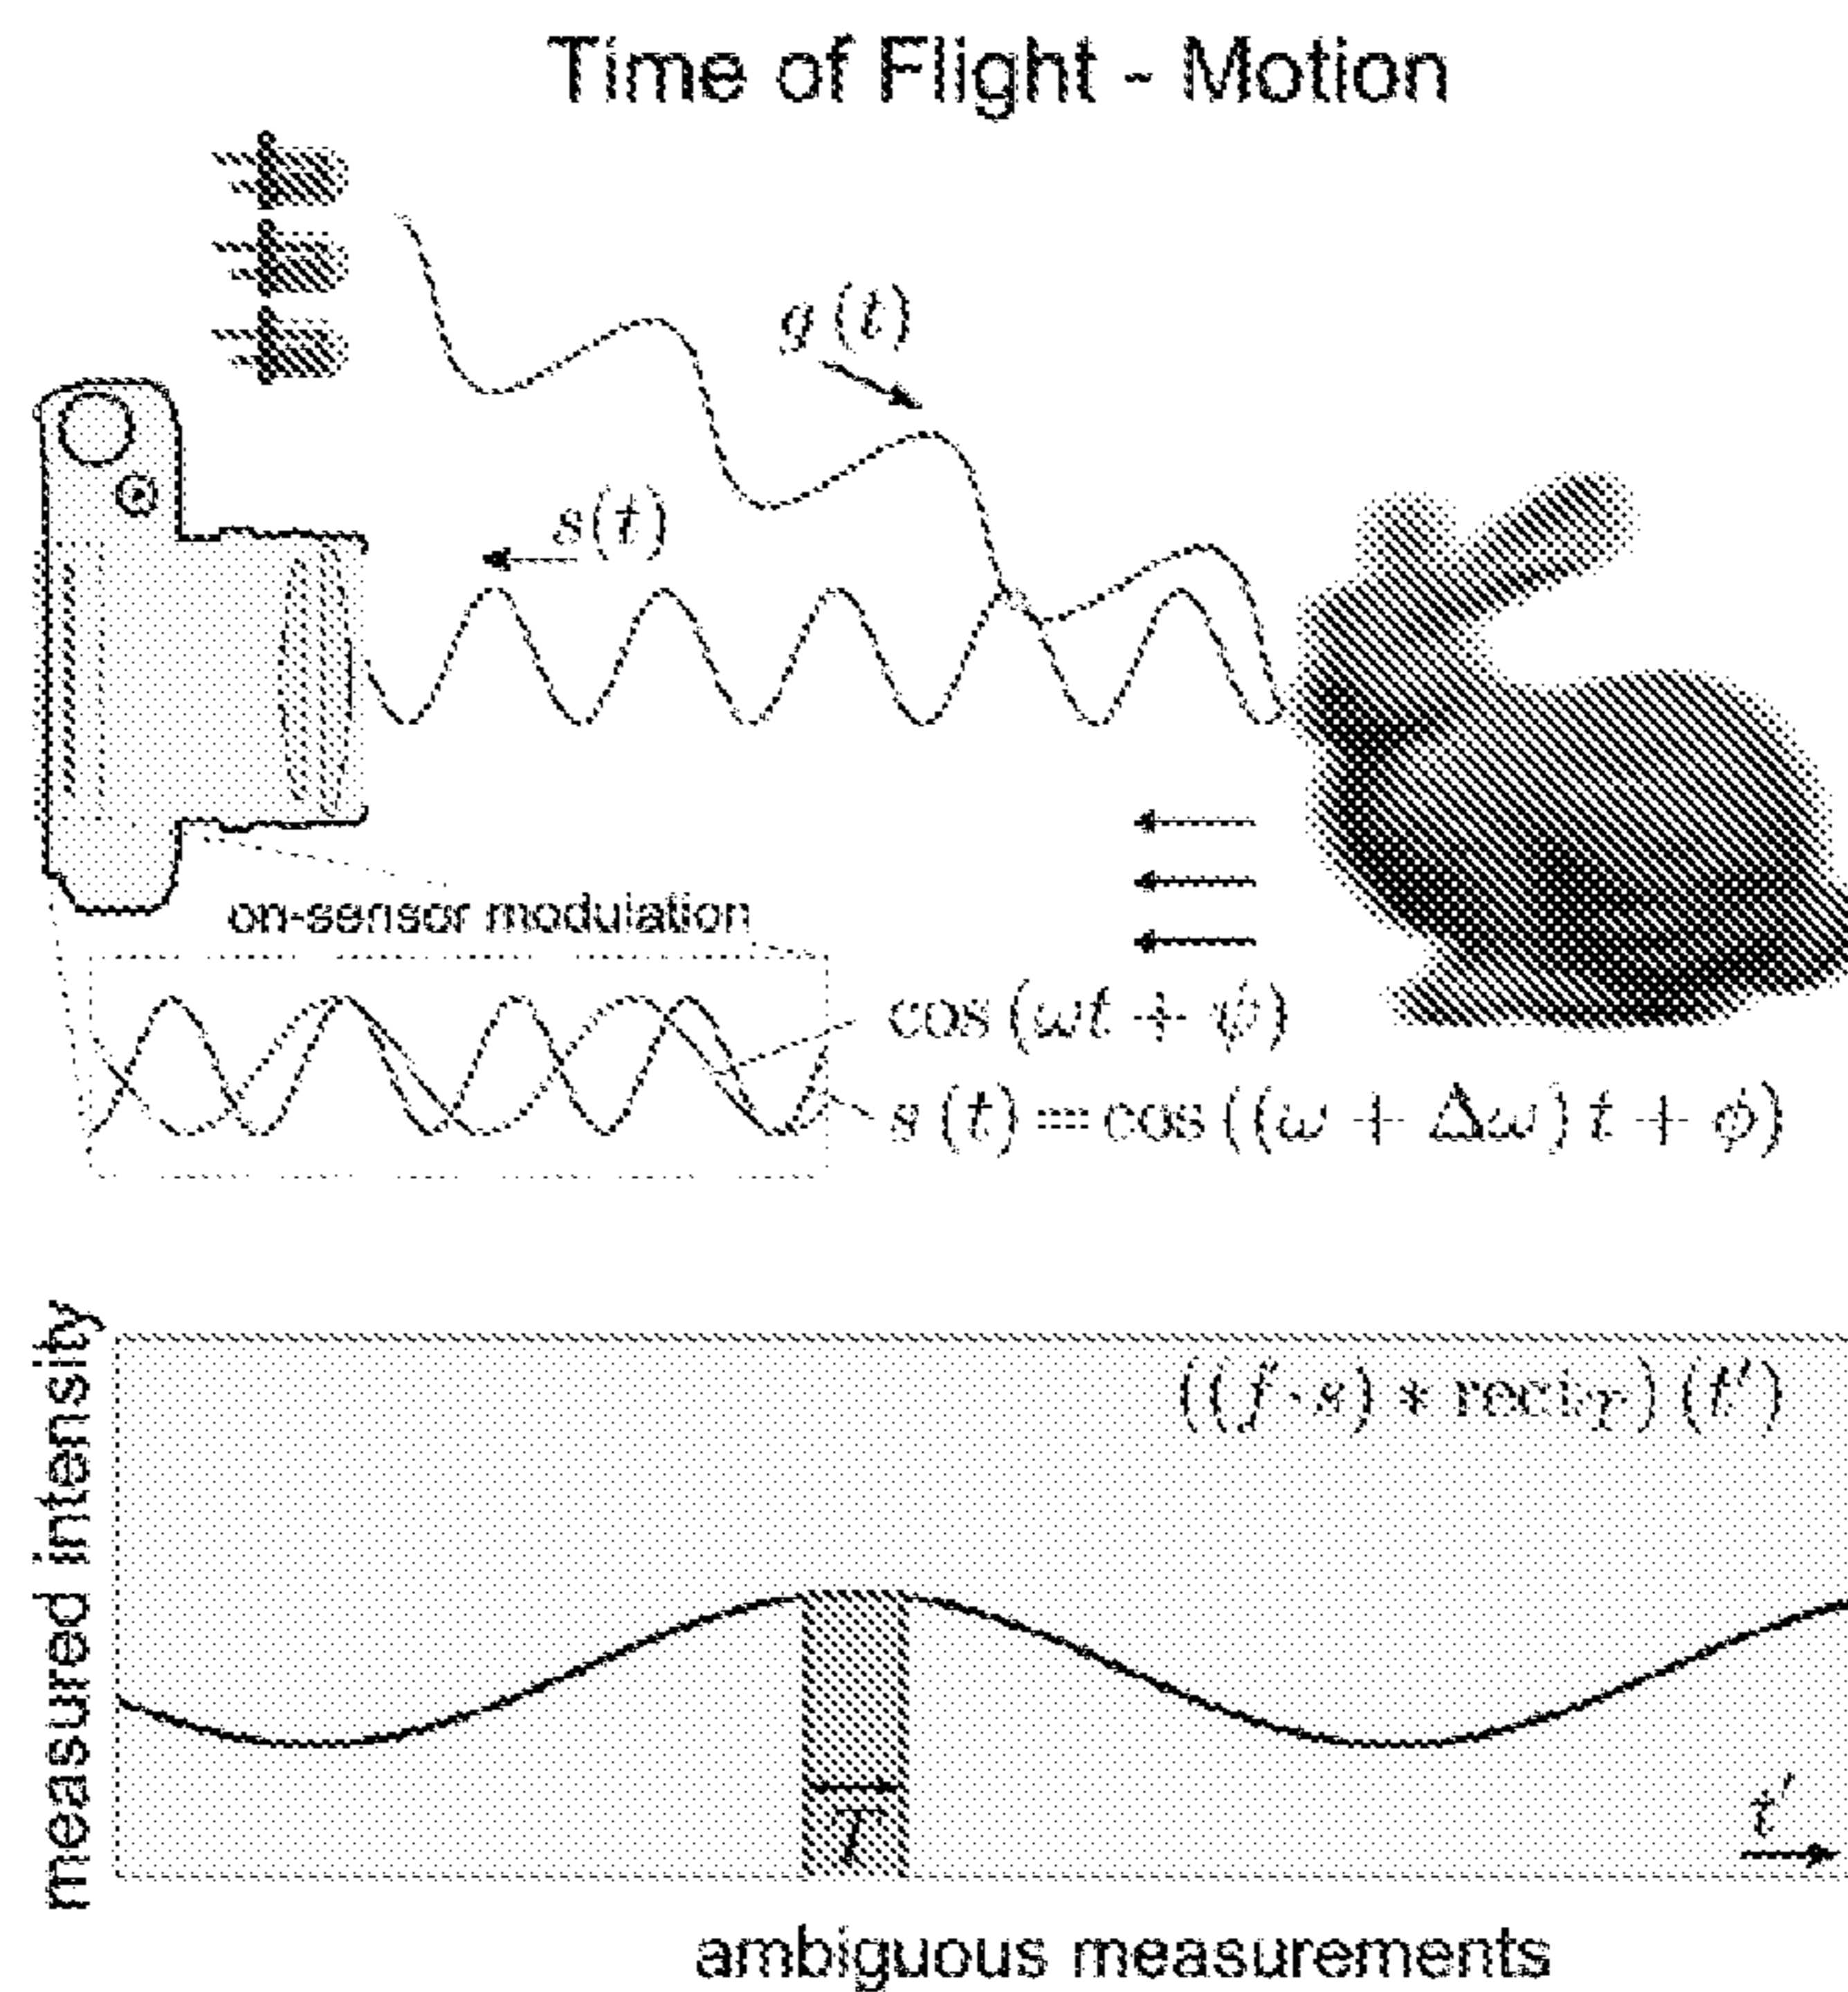 Time of Flight - Motion
g (t)
s(t)
on-sensor modulation
cos (ωt + ψ)
s (t) = cos ((ω + Δω) t + ϕ)
measured intensity
((f · s) * rect_T) (t′)
T
t′
ambiguous measurements